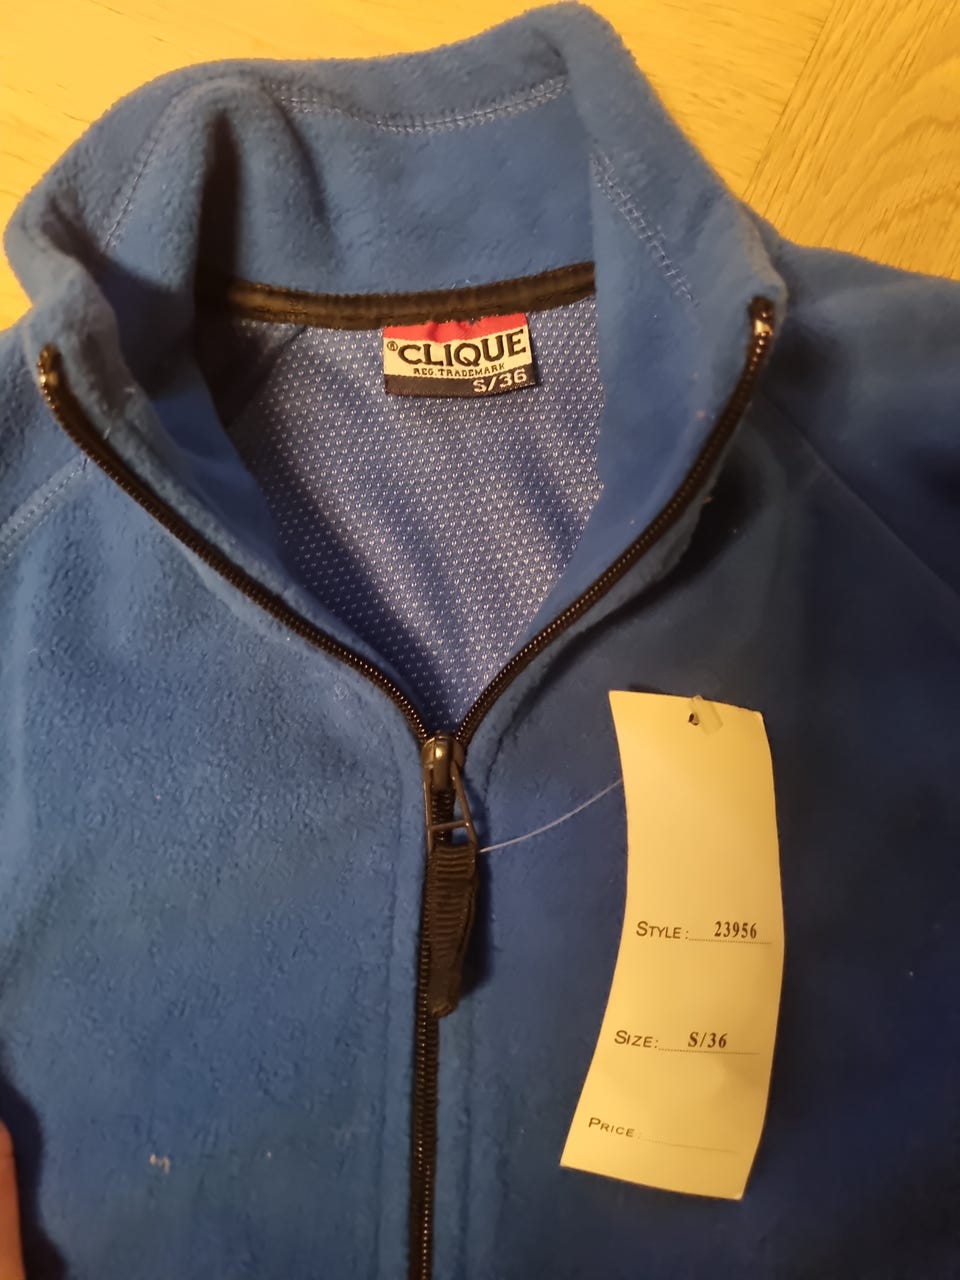 ®CLIQUE
REG. TRADEMARK
S/36
STYLE: 23956
SIZE: S/36
PRICE: